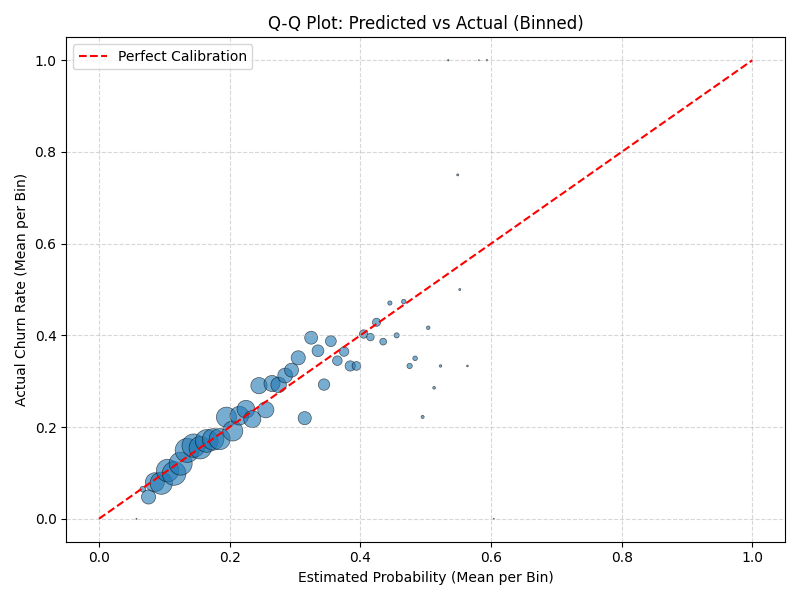 Q-Q Plot: Predicted vs Actual (Binned)
Perfect Calibration
Actual Churn Rate (Mean per Bin)
1.0
0.8
0.6
0.4
0.2
0.0
0.0 0.2 0.4 0.6 0.8 1.0
Estimated Probability (Mean per Bin)